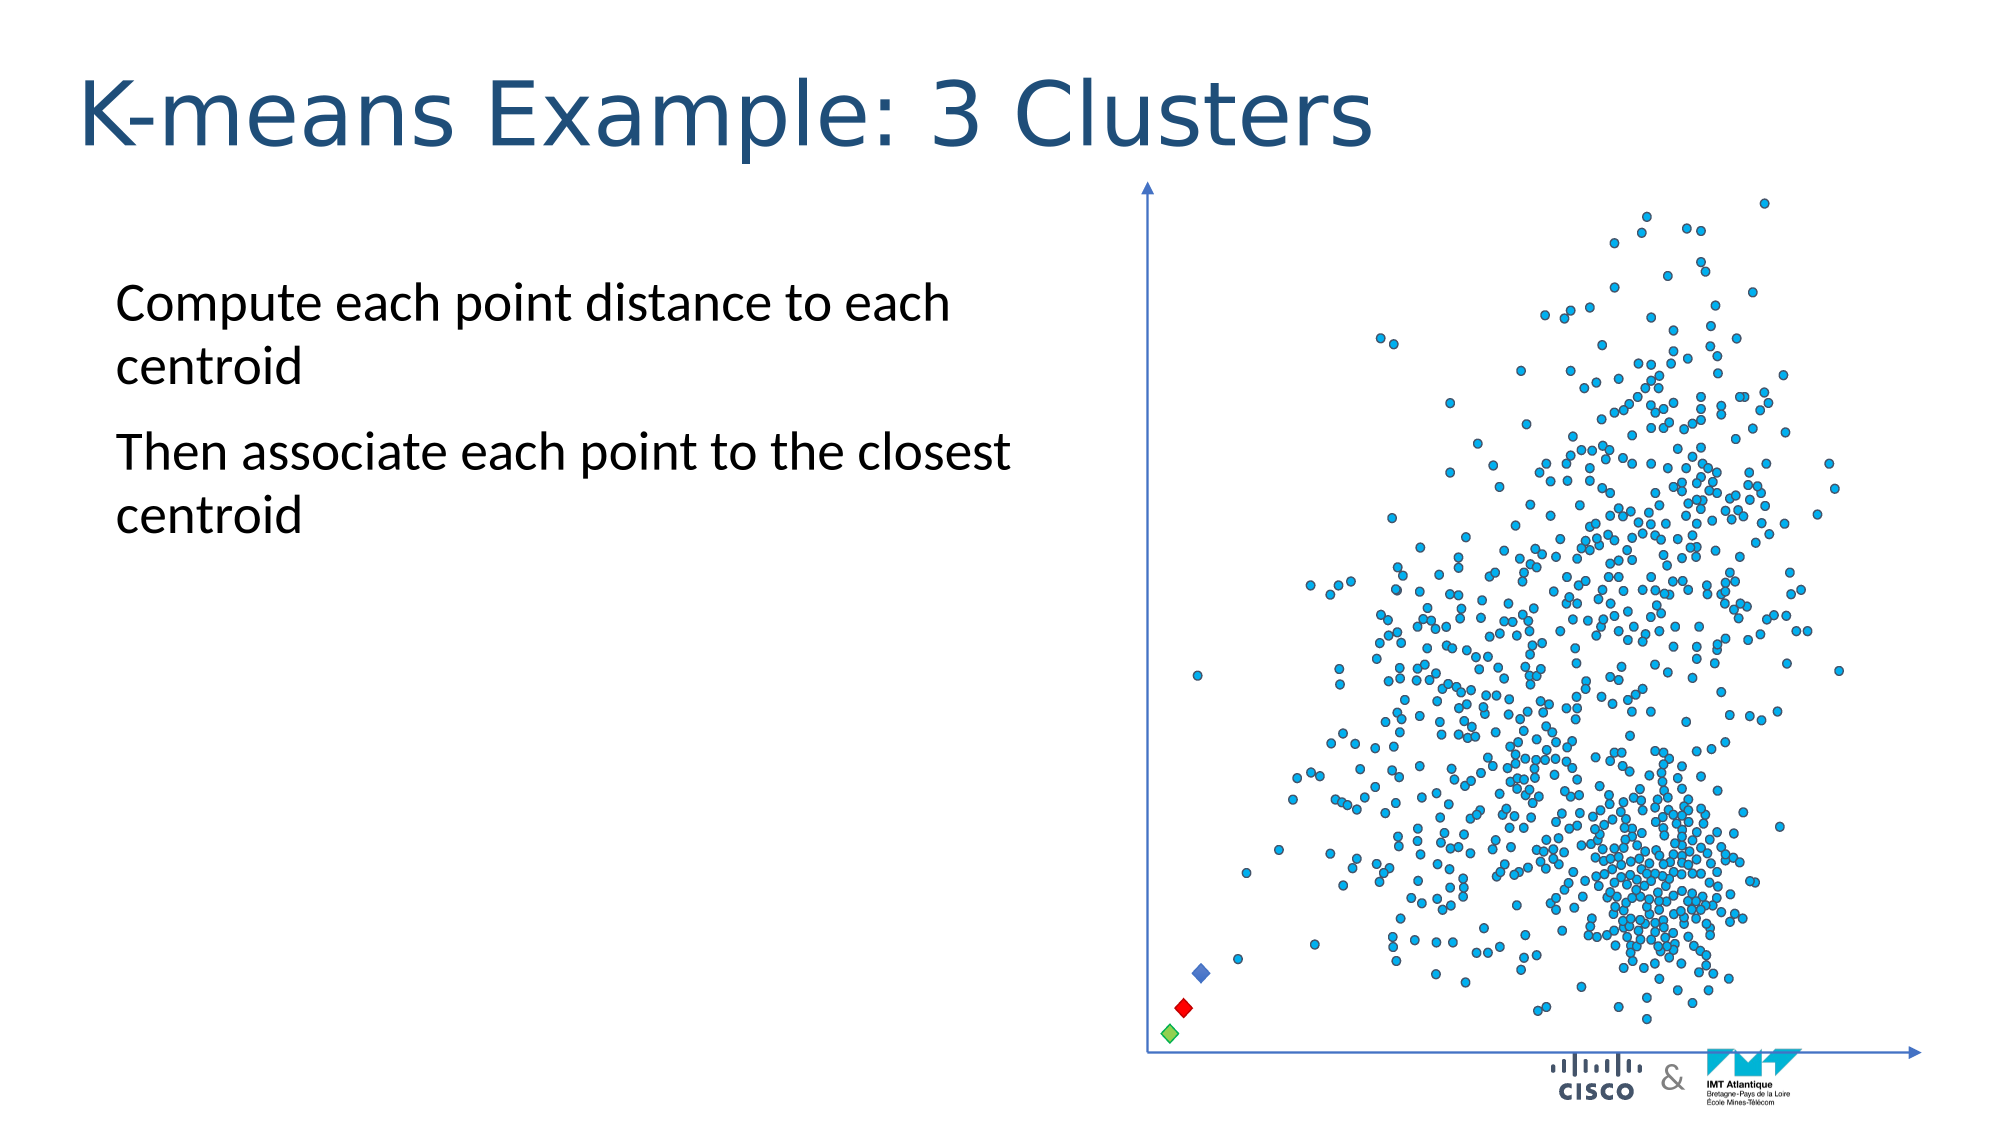 K-means Example: 3 Clusters
Compute each point distance to each
centroid
Then associate each point to the closest
centroid
CISCO
&
IMT Atlantique
Bretagne-Pays de la Loire
École Mines-Télécom